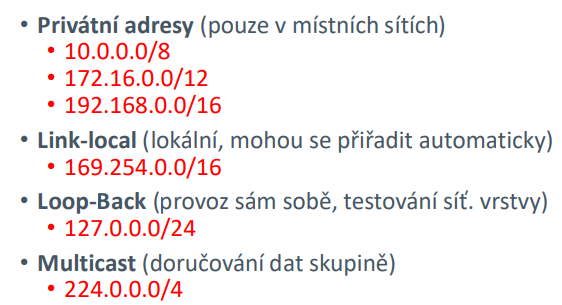 • Privátní adresy (pouze v místních sítích)
• 10.0.0.0/8
• 172.16.0.0/12
• 192.168.0.0/16
• Link-local (lokální, mohou se přiřadit automaticky)
• 169.254.0.0/16
• Loop-Back (provoz sám sobě, testování síť. vrstvy)
• 127.0.0.0/24
• Multicast (doručování dat skupině)
• 224.0.0.0/4